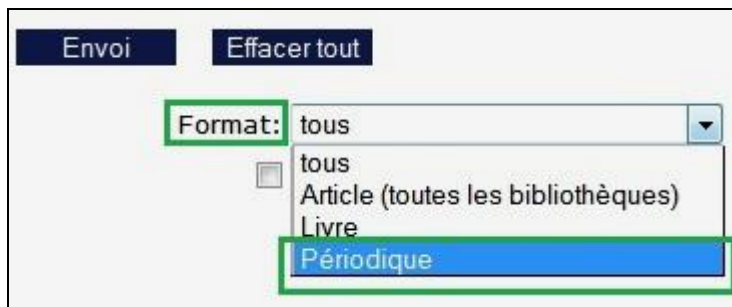 Envoi Effacer tout
Format: tous
tous
Article (toutes les bibliothèques)
Livre
Périodique